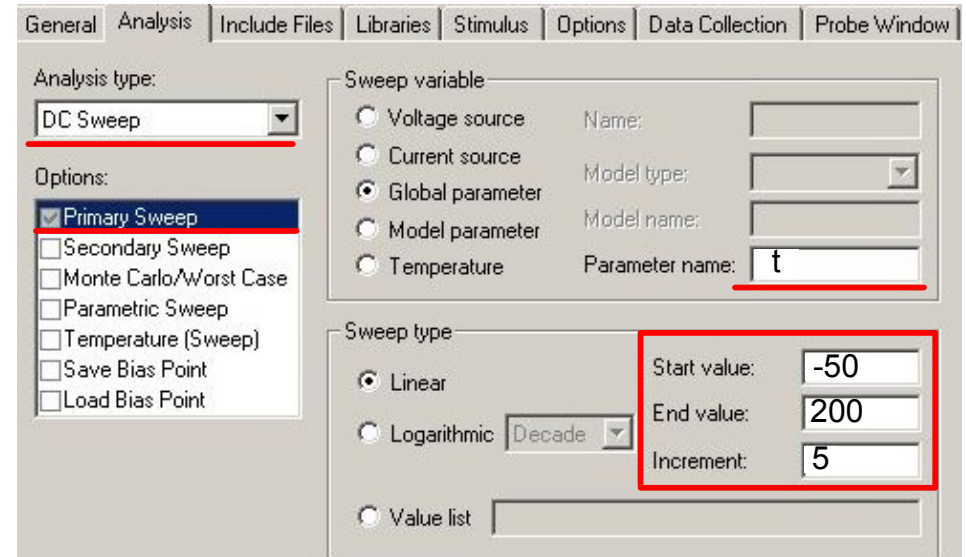 General Analysis Include Files Libraries Stimulus Options Data Collection Probe Window
Analysis type:
DC Sweep
Options:
Primary Sweep
Secondary Sweep
Monte Carlo/Worst Case
Parametric Sweep
Temperature (Sweep)
Save Bias Point
Load Bias Point
Sweep variable
Voltage source
Current source
Global parameter
Model parameter
Temperature
Name:
Model type:
Model name:
Parameter name: t
Sweep type
Linear
Logarithmic Decade
Value list
Start value: -50
End value: 200
Increment: 5